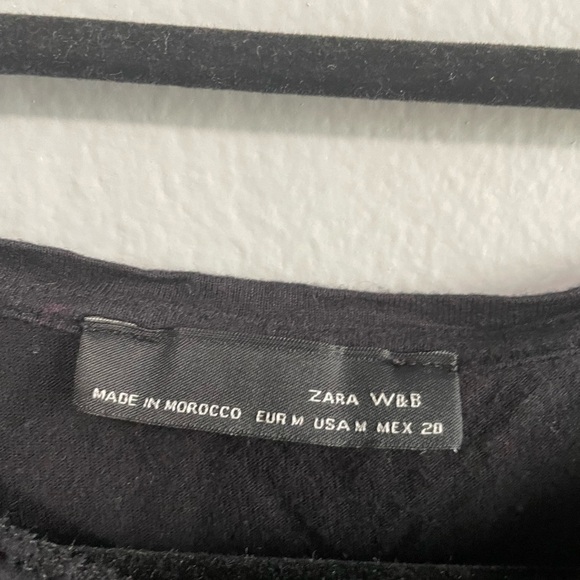 ZARA W&B
MADE IN MOROCCO EUR M USA M MEX 28